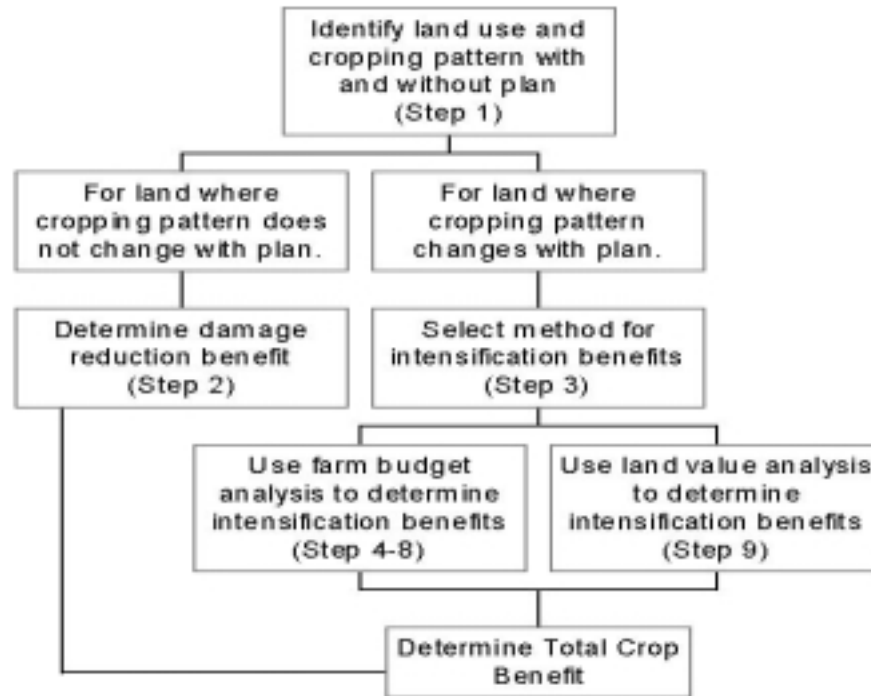 Identify land use and
cropping pattern with
and without plan
(Step 1)
For land where
cropping pattern does
not change with plan.
For land where
cropping pattern
changes with plan.
Determine damage
reduction benefit
(Step 2)
Select method for
intensification benefits
(Step 3)
Use farm budget
analysis to determine
intensification benefits
(Step 4-8)
Use land value analysis
to determine
intensification benefits
(Step 9)
Determine Total Crop
Benefit